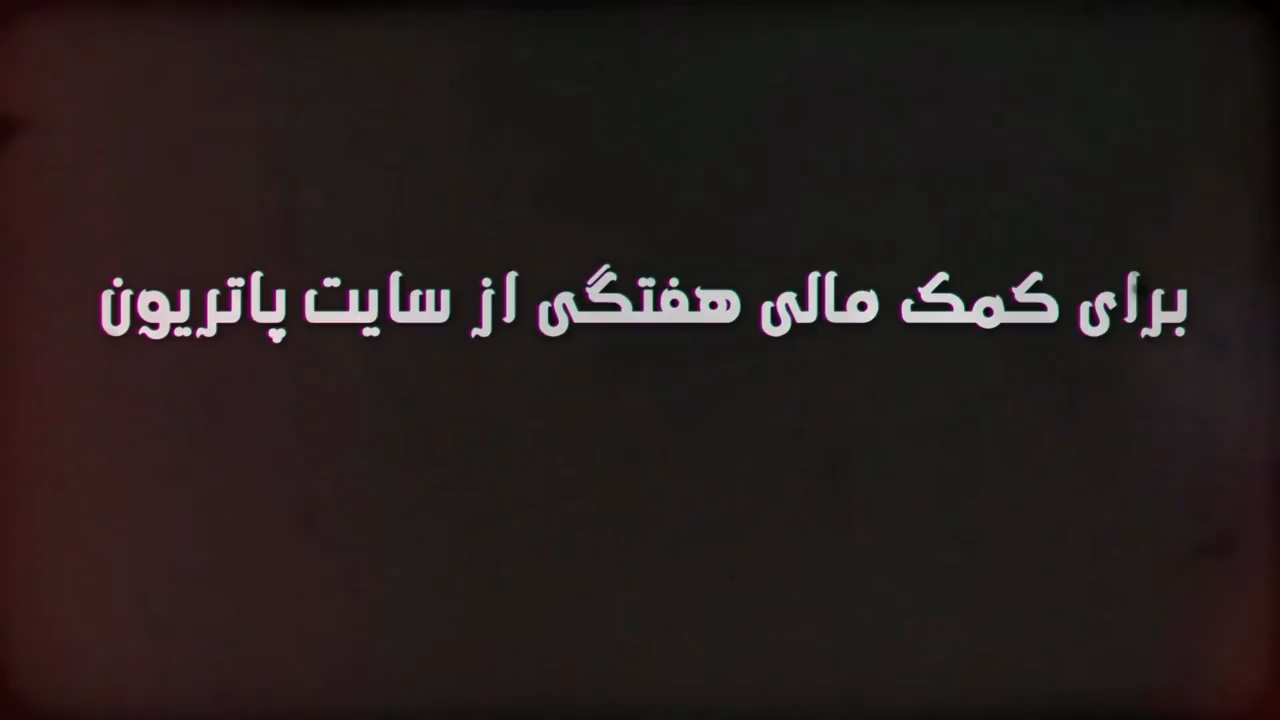 برای کمک مالی هفتگی از سایت پاتریون